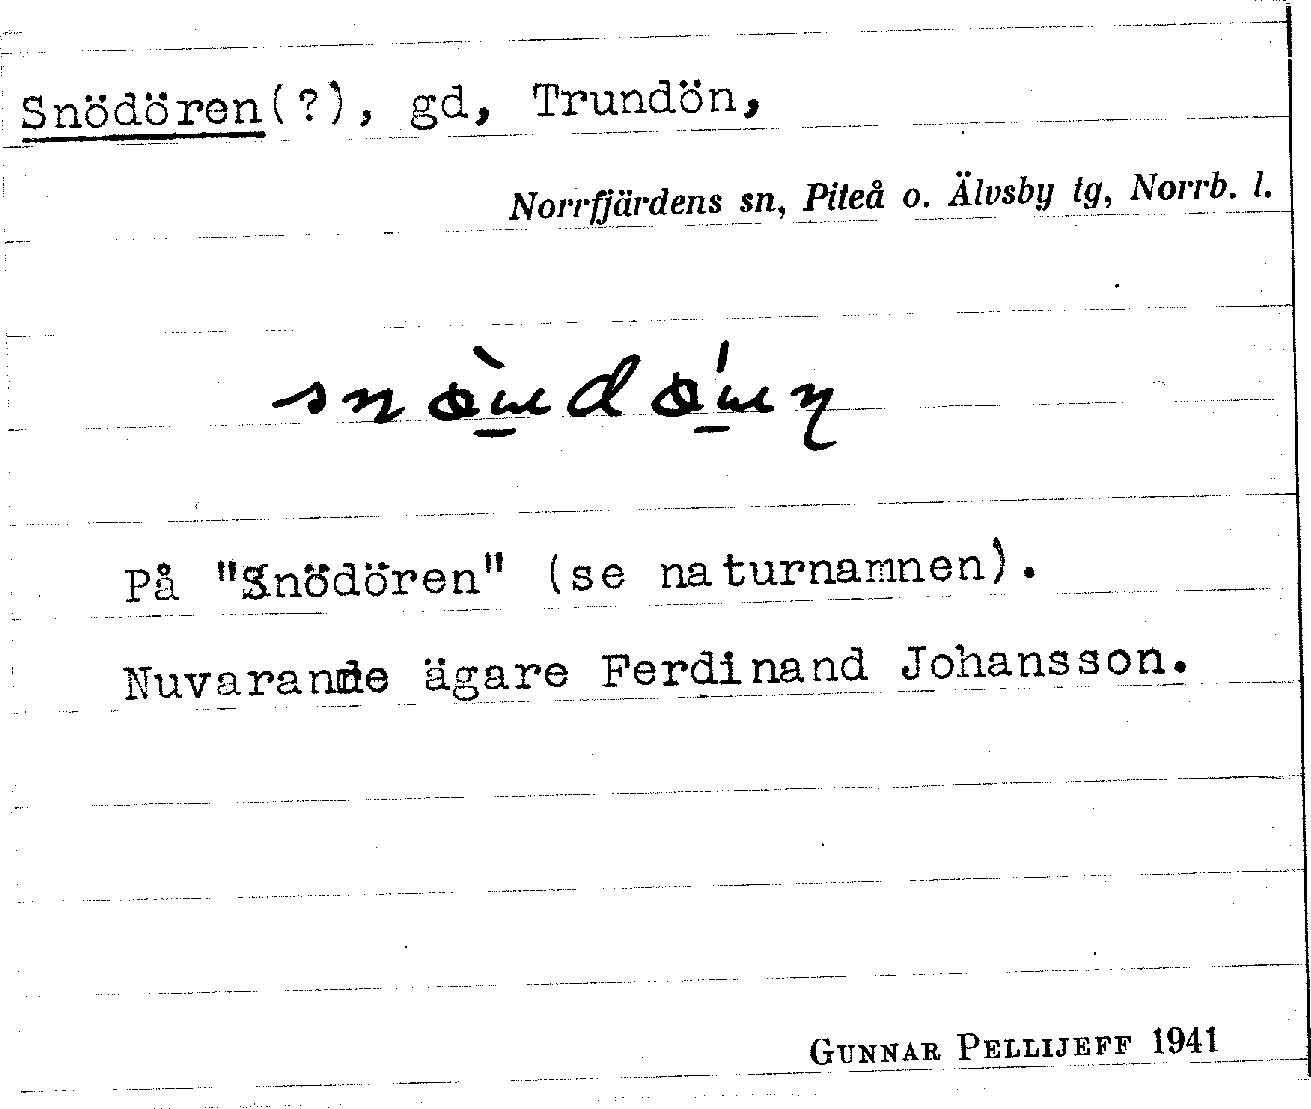 Snödören(?), gd, Trundön,
Norrfjärdens sn, Piteå o. Älvsby tg, Norrb. l.
På "Snödören" (se naturnamnen).
Nuvarande ägare Ferdinand Johansson.
GUNNAR PELLIJEFF 1941